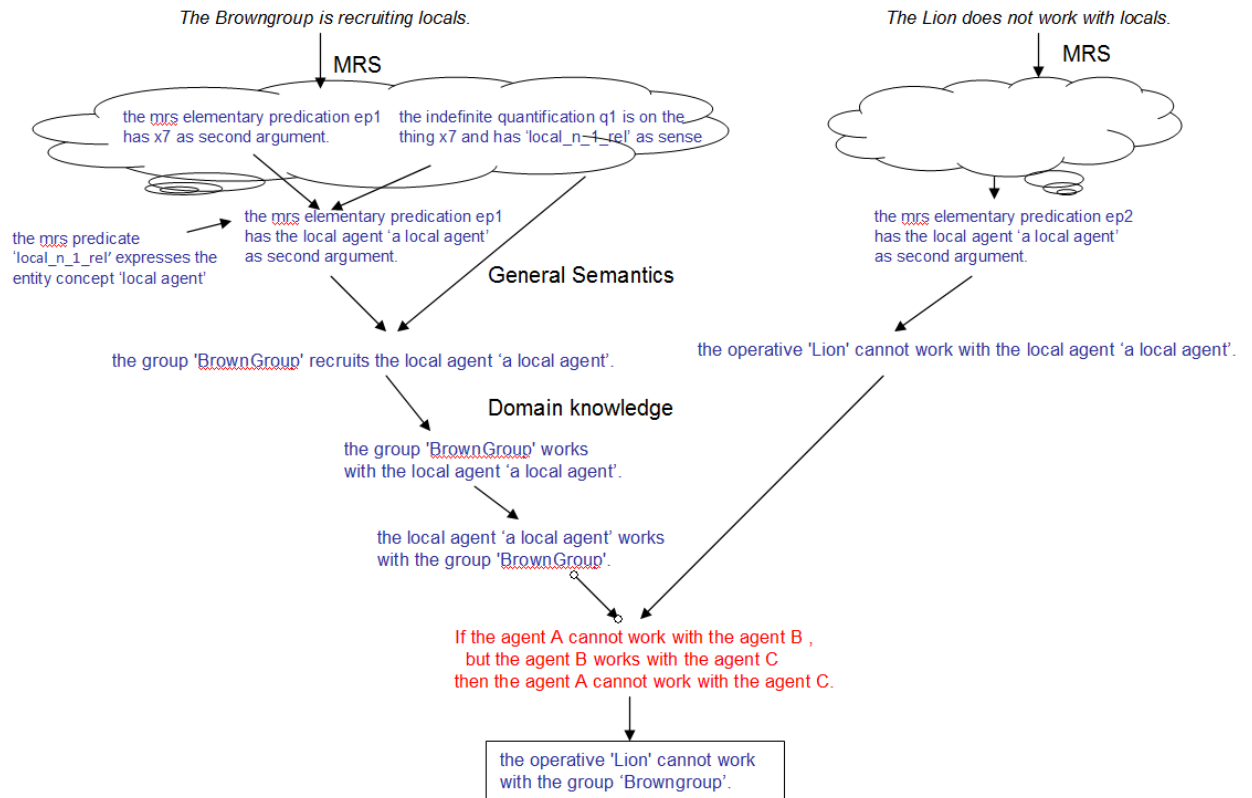 The Browngroup is recruiting locals.
The Lion does not work with locals.
MRS
MRS
the mrs elementary predication ep1
has x7 as second argument.
the indefinite quantification q1 is on the
thing x7 and has ‘local_n_1_rel’ as sense
the mrs predicate
‘local_n_1_rel’ expresses the
entity concept ‘local agent’
the mrs elementary predication ep1
has the local agent ‘a local agent’
as second argument.
the mrs elementary predication ep2
has the local agent ‘a local agent’
as second argument.
General Semantics
the group 'BrownGroup' recruits the local agent ‘a local agent’.
the operative 'Lion' cannot work with the local agent ‘a local agent’.
Domain knowledge
the group 'BrownGroup' works
with the local agent ‘a local agent’.
the local agent ‘a local agent’ works
with the group 'BrownGroup'.
If the agent A cannot work with the agent B ,
but the agent B works with the agent C
then the agent A cannot work with the agent C.
the operative 'Lion' cannot work
with the group ‘Browngroup’.